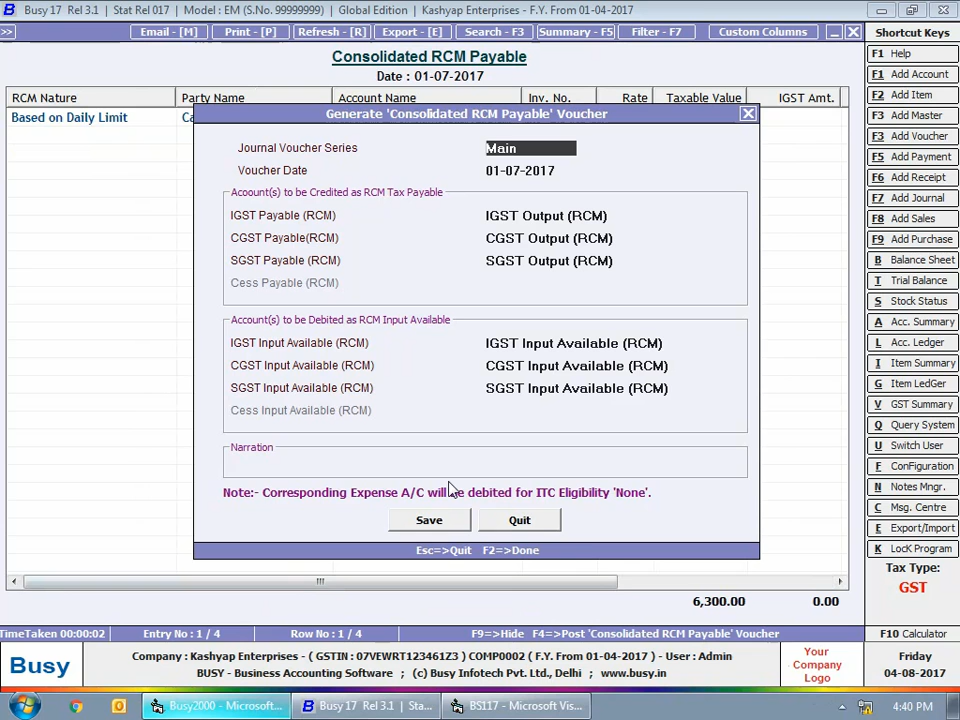 Busy 17 Rel 3.1 | Stat Rel 017 | Model : EM (S.No. 99999999) | Global Edition | Kashyap Enterprises - F.Y. From 01-04-2017
>> Email - [M] Print - [P] Refresh - [R] Export - [E] Search - F3 Summary - F5 Filter - F7 Custom Columns
Consolidated RCM Payable
Date : 01-07-2017
RCM Nature Party Name Account Name Inv. No. Rate Taxable Value IGST Amt.
Based on Daily Limit Ca
Generate 'Consolidated RCM Payable' Voucher
Journal Voucher Series Main
Voucher Date 01-07-2017
Account(s) to be Credited as RCM Tax Payable
IGST Payable (RCM) IGST Output (RCM)
CGST Payable(RCM) CGST Output (RCM)
SGST Payable (RCM) SGST Output (RCM)
Cess Payable (RCM)
Account(s) to be Debited as RCM Input Available
IGST Input Available (RCM) IGST Input Available (RCM)
CGST Input Available (RCM) CGST Input Available (RCM)
SGST Input Available (RCM) SGST Input Available (RCM)
Cess Input Available (RCM)
Narration
Note:- Corresponding Expense A/C will be debited for ITC Eligibility 'None'.
Save Quit
Esc=>Quit F2=>Done
6,300.00 0.00
TimeTaken 00:00:02 Entry No : 1 / 4 Row No : 1 / 4 F9=>Hide F4=>Post 'Consolidated RCM Payable' Voucher
Shortcut Keys
F1 Help
F1 Add Account
F2 Add Item
F3 Add Master
F3 Add Voucher
F5 Add Payment
F6 Add Receipt
F7 Add Journal
F8 Add Sales
F9 Add Purchase
B Balance Sheet
T Trial Balance
S Stock Status
A Acc. Summary
L Acc. Ledger
I Item Summary
G Item LedGer
V GST Summary
Q Query System
U Switch User
F ConFiguration
N Notes Mngr.
C Msg. Centre
E Export/Import
K LocK Program
Tax Type:
GST
F10 Calculator
Busy
Company : Kashyap Enterprises - ( GSTIN : 07VEWRT123461Z3 ) COMP0002 ( F.Y. From 01-04-2017 ) - User : Admin
BUSY - Business Accounting Software ; (c) Busy Infotech Pvt. Ltd., Delhi ; www.busy.in
Your
Company
Logo
Friday
04-08-2017
Busy2000 - Microsoft... Busy 17 Rel 3.1 | Sta... BS117 - Microsoft Vis... 4:40 PM